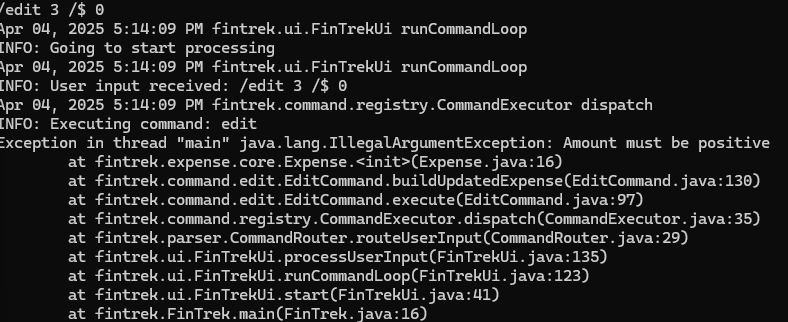 /edit 3 /$ 0
Apr 04, 2025 5:14:09 PM fintrek.ui.FinTrekUi runCommandLoop
INFO: Going to start processing
Apr 04, 2025 5:14:09 PM fintrek.ui.FinTrekUi runCommandLoop
INFO: User input received: /edit 3 /$ 0
Apr 04, 2025 5:14:09 PM fintrek.command.registry.CommandExecutor dispatch
INFO: Executing command: edit
Exception in thread "main" java.lang.IllegalArgumentException: Amount must be positive
        at fintrek.expense.core.Expense.<init>(Expense.java:16)
        at fintrek.command.edit.EditCommand.buildUpdatedExpense(EditCommand.java:130)
        at fintrek.command.edit.EditCommand.execute(EditCommand.java:97)
        at fintrek.command.registry.CommandExecutor.dispatch(CommandExecutor.java:35)
        at fintrek.parser.CommandRouter.routeUserInput(CommandRouter.java:29)
        at fintrek.ui.FinTrekUi.processUserInput(FinTrekUi.java:135)
        at fintrek.ui.FinTrekUi.runCommandLoop(FinTrekUi.java:123)
        at fintrek.ui.FinTrekUi.start(FinTrekUi.java:41)
        at fintrek.FinTrek.main(FinTrek.java:16)